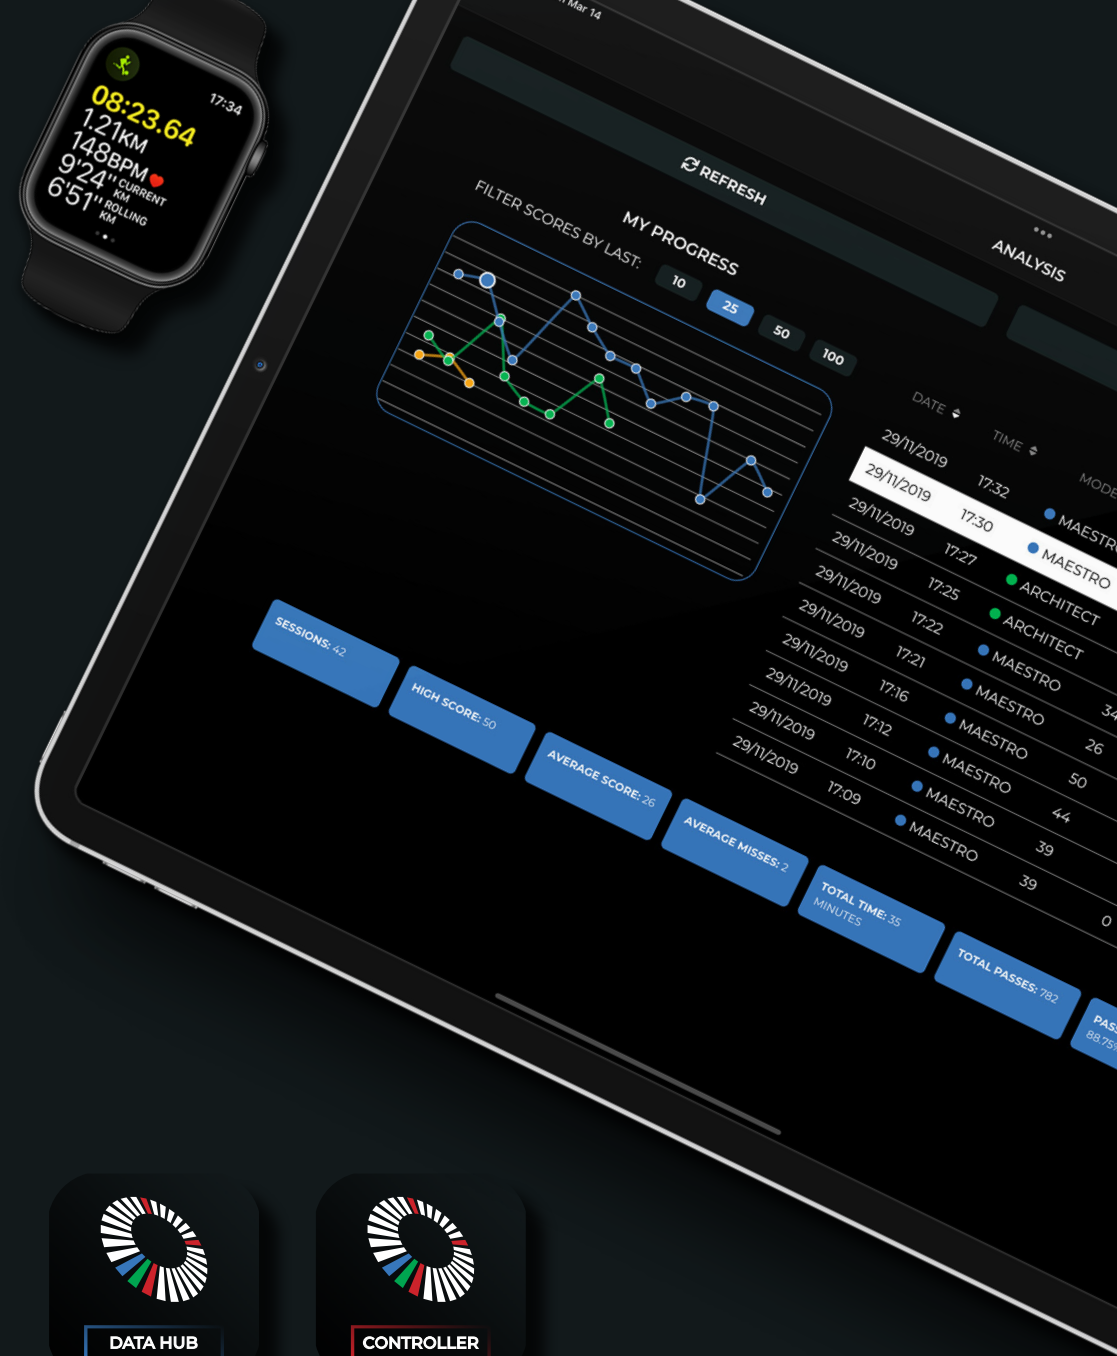 17:34
08:23.64
1.21KM
148BPM
9'24" CURRENT KM
6'51" ROLLING KM
Mar 14
REFRESH
ANALYSIS
MY PROGRESS
FILTER SCORES BY LAST:
10
25
50
100
DATE
TIME
29/11/2019 17:32 MAESTRO
29/11/2019 17:30 MAESTRO
29/11/2019 17:27 ARCHITECT
29/11/2019 17:25 ARCHITECT
29/11/2019 17:22 MAESTRO 34
29/11/2019 17:21 MAESTRO 26
29/11/2019 17:16 MAESTRO 50
29/11/2019 17:12 MAESTRO 44
29/11/2019 17:10 MAESTRO 39
29/11/2019 17:09 MAESTRO 39
0
SESSIONS: 42
HIGH SCORE: 50
AVERAGE SCORE: 26
AVERAGE MISSES: 2
TOTAL TIME: 35
MINUTES
TOTAL PASSES: 782
PASS
88.75%
DATA HUB
CONTROLLER